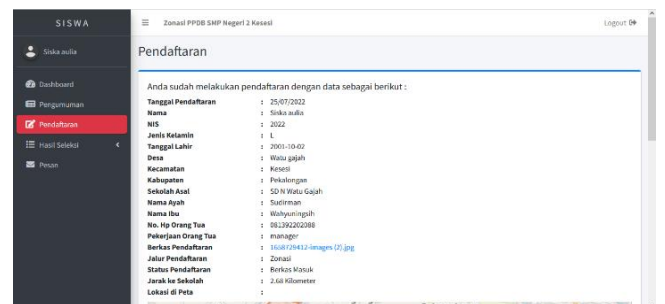 SISWA
Zonasi PPDB SMP Negeri 2 Kesesi
Logout
Siska aulia
Pendaftaran
Dashboard
Pengumuman
Pendaftaran
Hasil Seleksi
Pesan
Anda sudah melakukan pendaftaran dengan data sebagai berikut :
Tanggal Pendaftaran : 25/07/2022
Nama : Siska aulia
NIS : 2022
Jenis Kelamin : L
Tanggal Lahir : 2001-10-02
Desa : Watu gajah
Kecamatan : Kesesi
Kabupaten : Pekalongan
Sekolah Asal : SD N Watu Gajah
Nama Ayah : Sudirman
Nama Ibu : Wahyuningsih
No. Hp Orang Tua : 081392202088
Pekerjaan Orang Tua : manager
Berkas Pendaftaran : 1658729412-images (2).jpg
Jalur Pendaftaran : Zonasi
Status Pendaftaran : Berkas Masuk
Jarak ke Sekolah : 2.68 Kilometer
Lokasi di Peta :